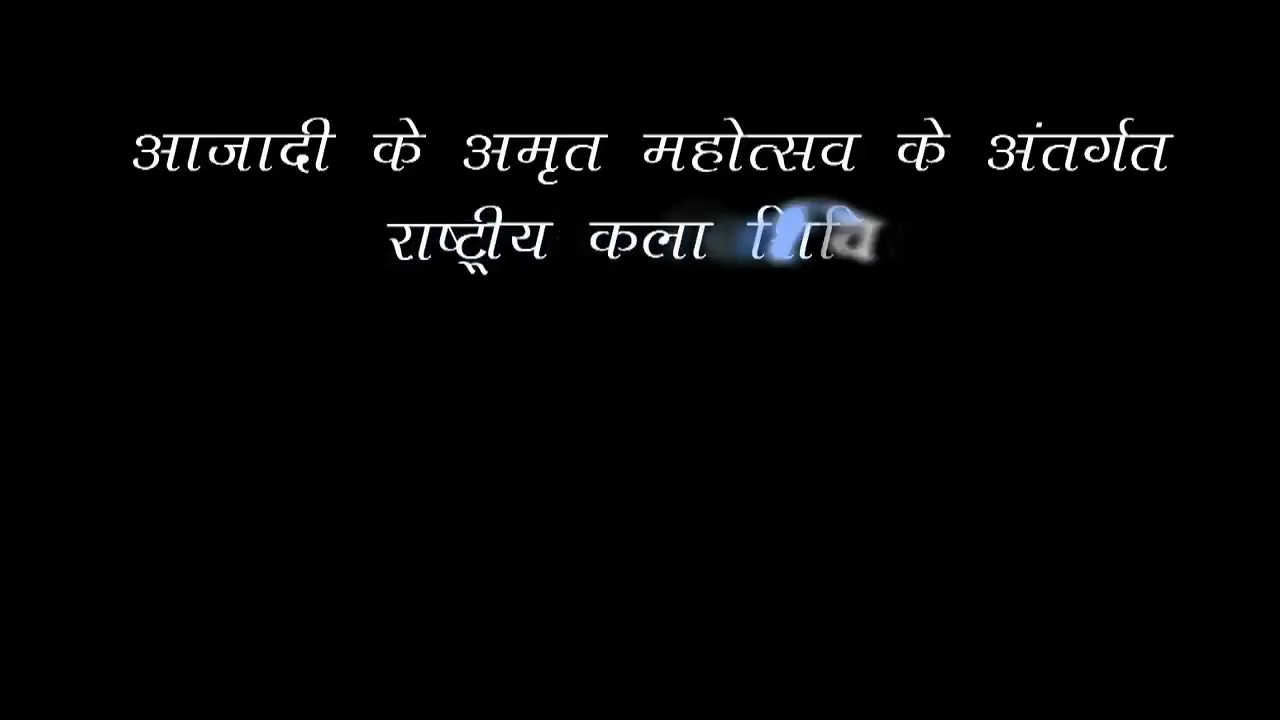 आजादी के अमृत महोत्सव के अंतर्गत
राष्ट्रीय कला